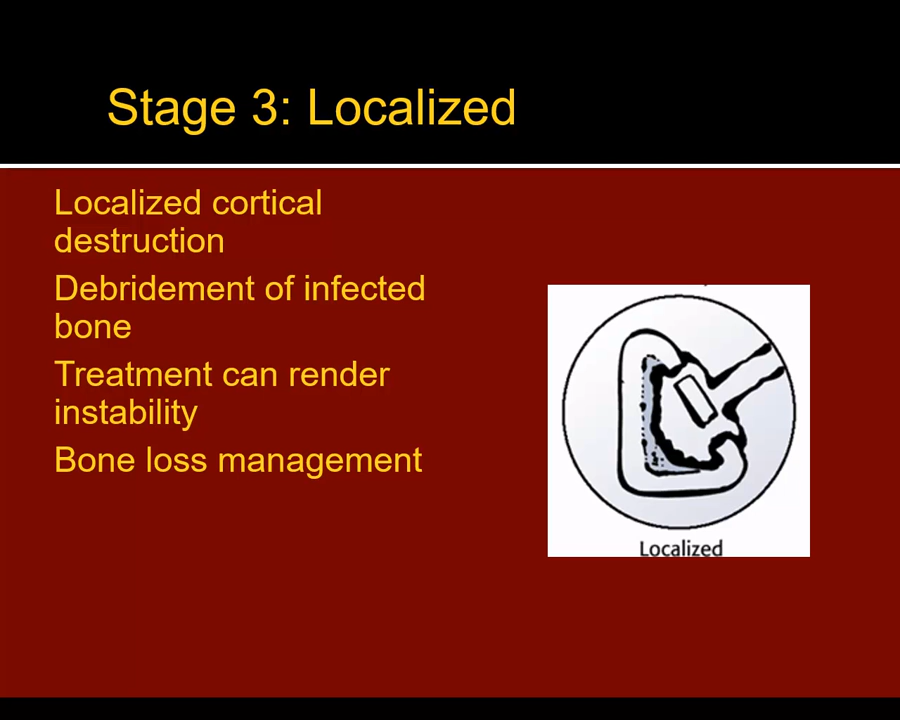 Stage 3: Localized
Localized cortical
destruction
Debridement of infected
bone
Treatment can render
instability
Bone loss management
Localized